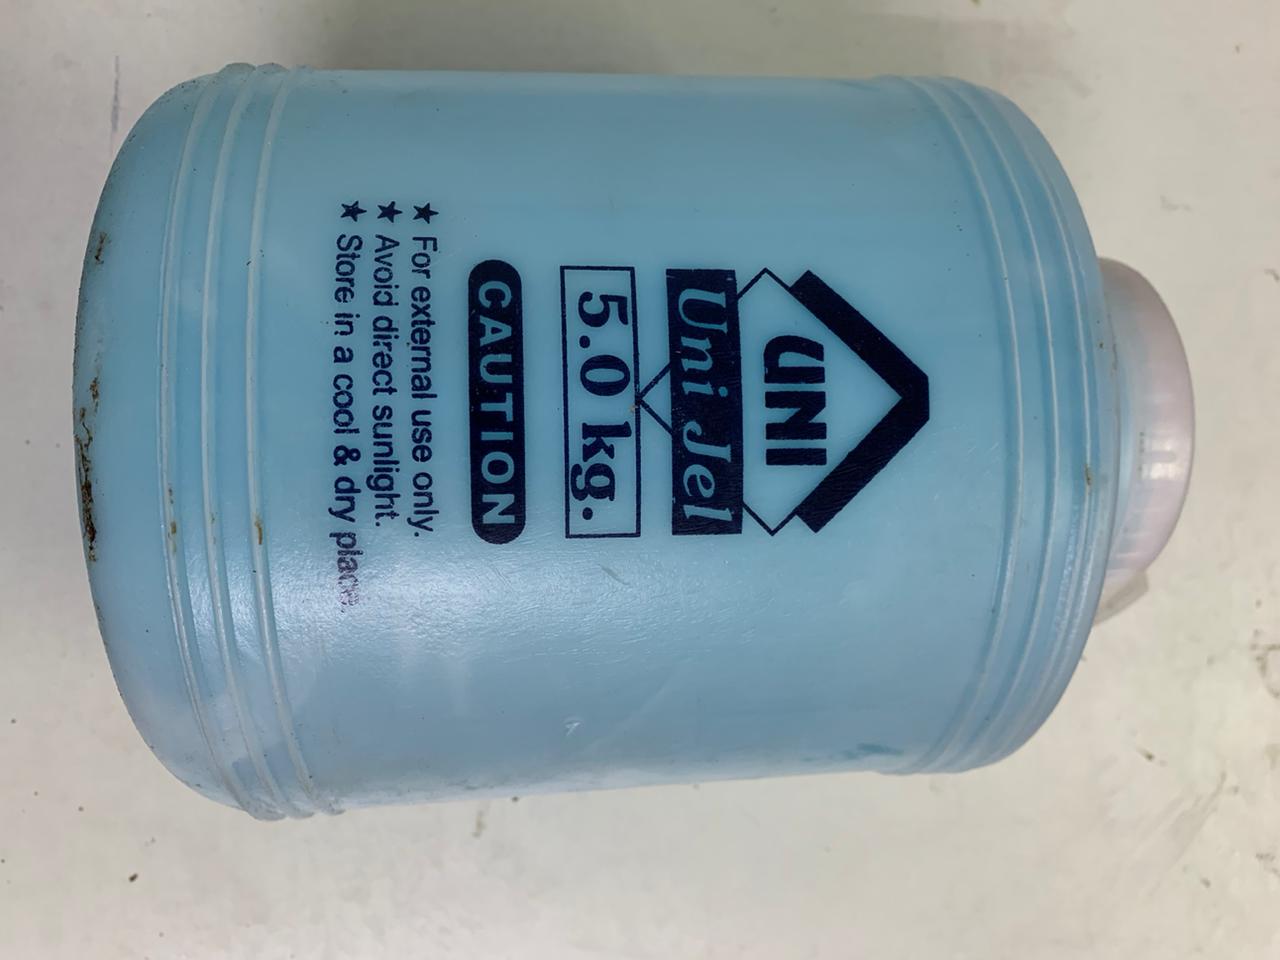 UNI
Uni Jel
5.0 kg.
CAUTION
★ For external use only.
★ Avoid direct sunlight.
★ Store in a cool & dry place.